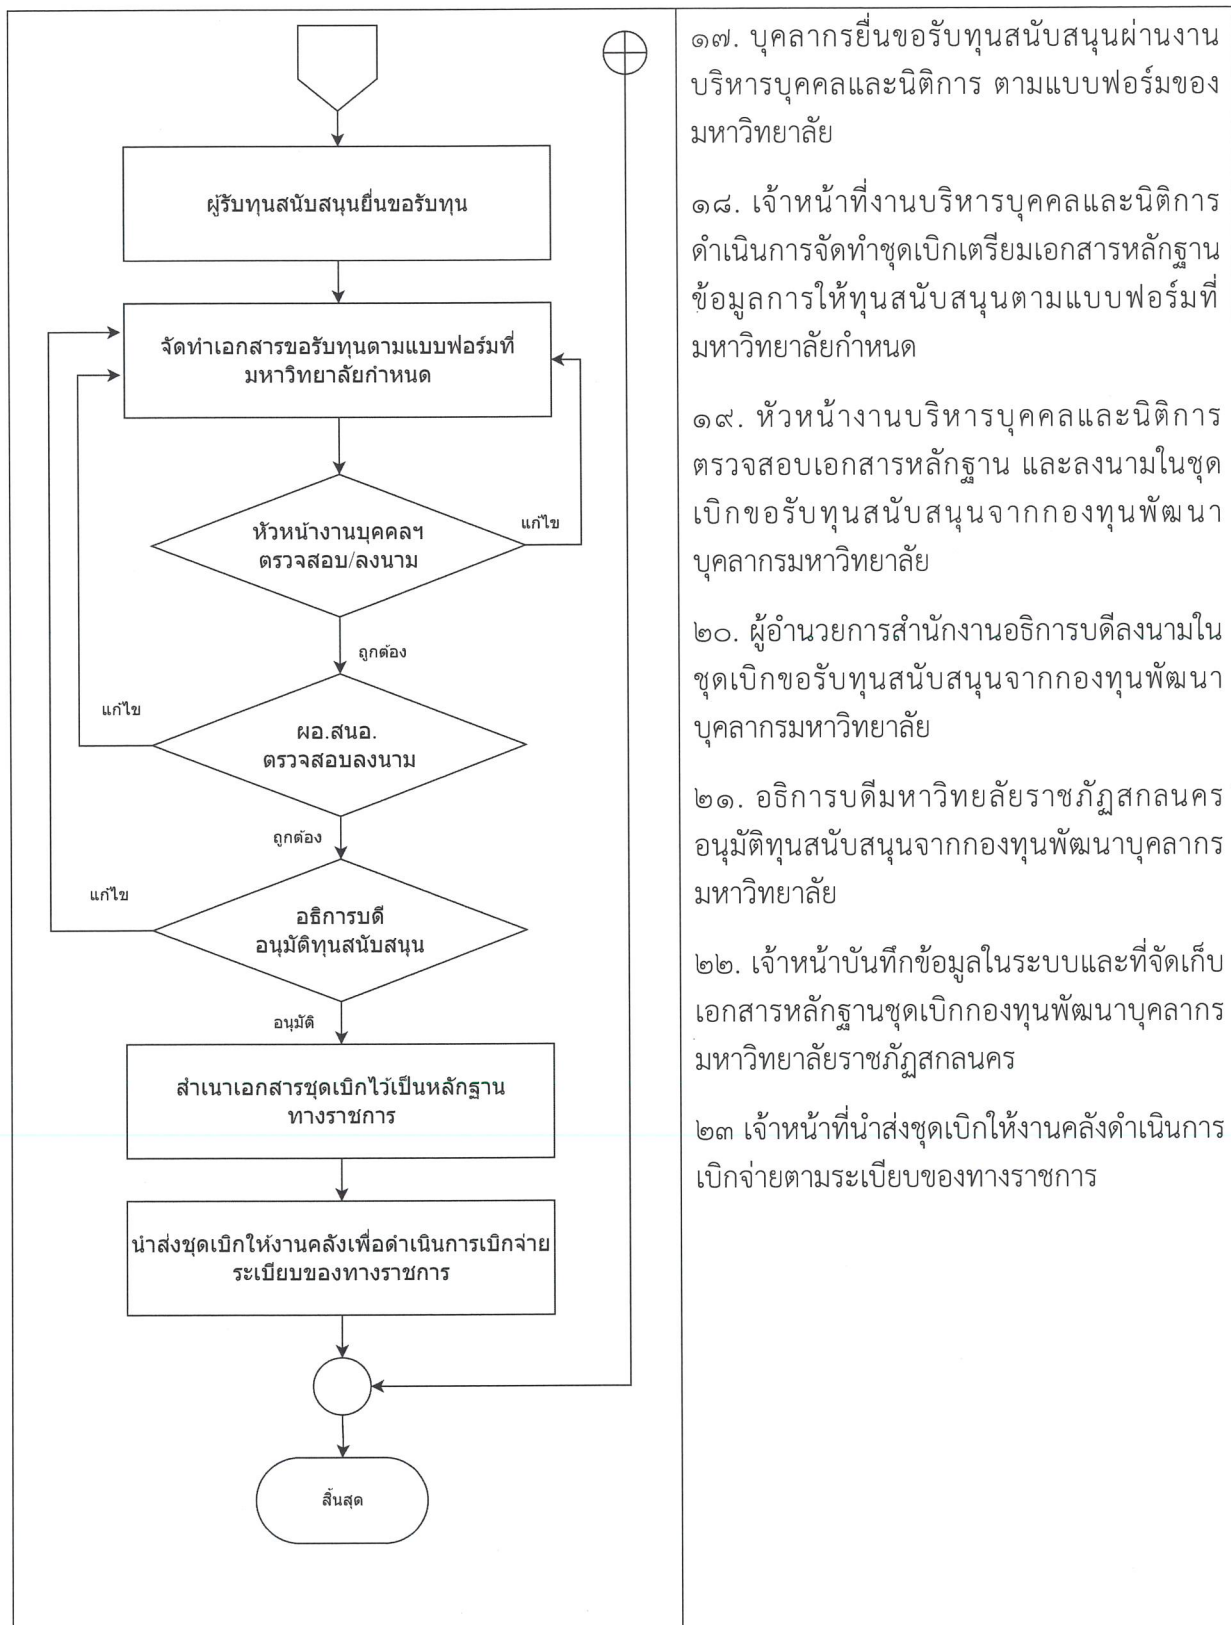 ผู้รับทุนสนับสนุนยื่นขอรับทุน
จัดทำเอกสารขอรับทุนตามแบบฟอร์มที่
มหาวิทยาลัยกำหนด
หัวหน้างานบุคคลฯ
ตรวจสอบ/ลงนาม
แก้ไข
ถูกต้อง
ผอ.สนอ.
ตรวจสอบลงนาม
แก้ไข
ถูกต้อง
อธิการบดี
อนุมัติทุนสนับสนุน
แก้ไข
อนุมัติ
สำเนาเอกสารชุดเบิกไว้เป็นหลักฐาน
ทางราชการ
นำส่งชุดเบิกให้งานคลังเพื่อดำเนินการเบิกจ่าย
ระเบียบของทางราชการ
สิ้นสุด
๑๗. บุคลากรยื่นขอรับทุนสนับสนุนผ่านงาน
บริหารบุคคลและนิติการ ตามแบบฟอร์มของ
มหาวิทยาลัย
๑๘. เจ้าหน้าที่งานบริหารบุคคลและนิติการ
ดำเนินการจัดทำชุดเบิกเตรียมเอกสารหลักฐาน
ข้อมูลการให้ทุนสนับสนุนตามแบบฟอร์มที่
มหาวิทยาลัยกำหนด
๑๙. หัวหน้างานบริหารบุคคลและนิติการ
ตรวจสอบเอกสารหลักฐาน และลงนามในชุด
เบิกขอรับทุนสนับสนุนจากกองทุนพัฒนา
บุคลากรมหาวิทยาลัย
๒๐. ผู้อำนวยการสำนักงานอธิการบดีลงนามใน
ชุดเบิกขอรับทุนสนับสนุนจากกองทุนพัฒนา
บุคลากรมหาวิทยาลัย
๒๑. อธิการบดีมหาวิทยลัยราชภัฏสกลนคร
อนุมัติทุนสนับสนุนจากกองทุนพัฒนาบุคลากร
มหาวิทยาลัย
๒๒. เจ้าหน้าบันทึกข้อมูลในระบบและที่จัดเก็บ
เอกสารหลักฐานชุดเบิกกองทุนพัฒนาบุคลากร
มหาวิทยาลัยราชภัฏสกลนคร
๒๓ เจ้าหน้าที่นำส่งชุดเบิกให้งานคลังดำเนินการ
เบิกจ่ายตามระเบียบของทางราชการ